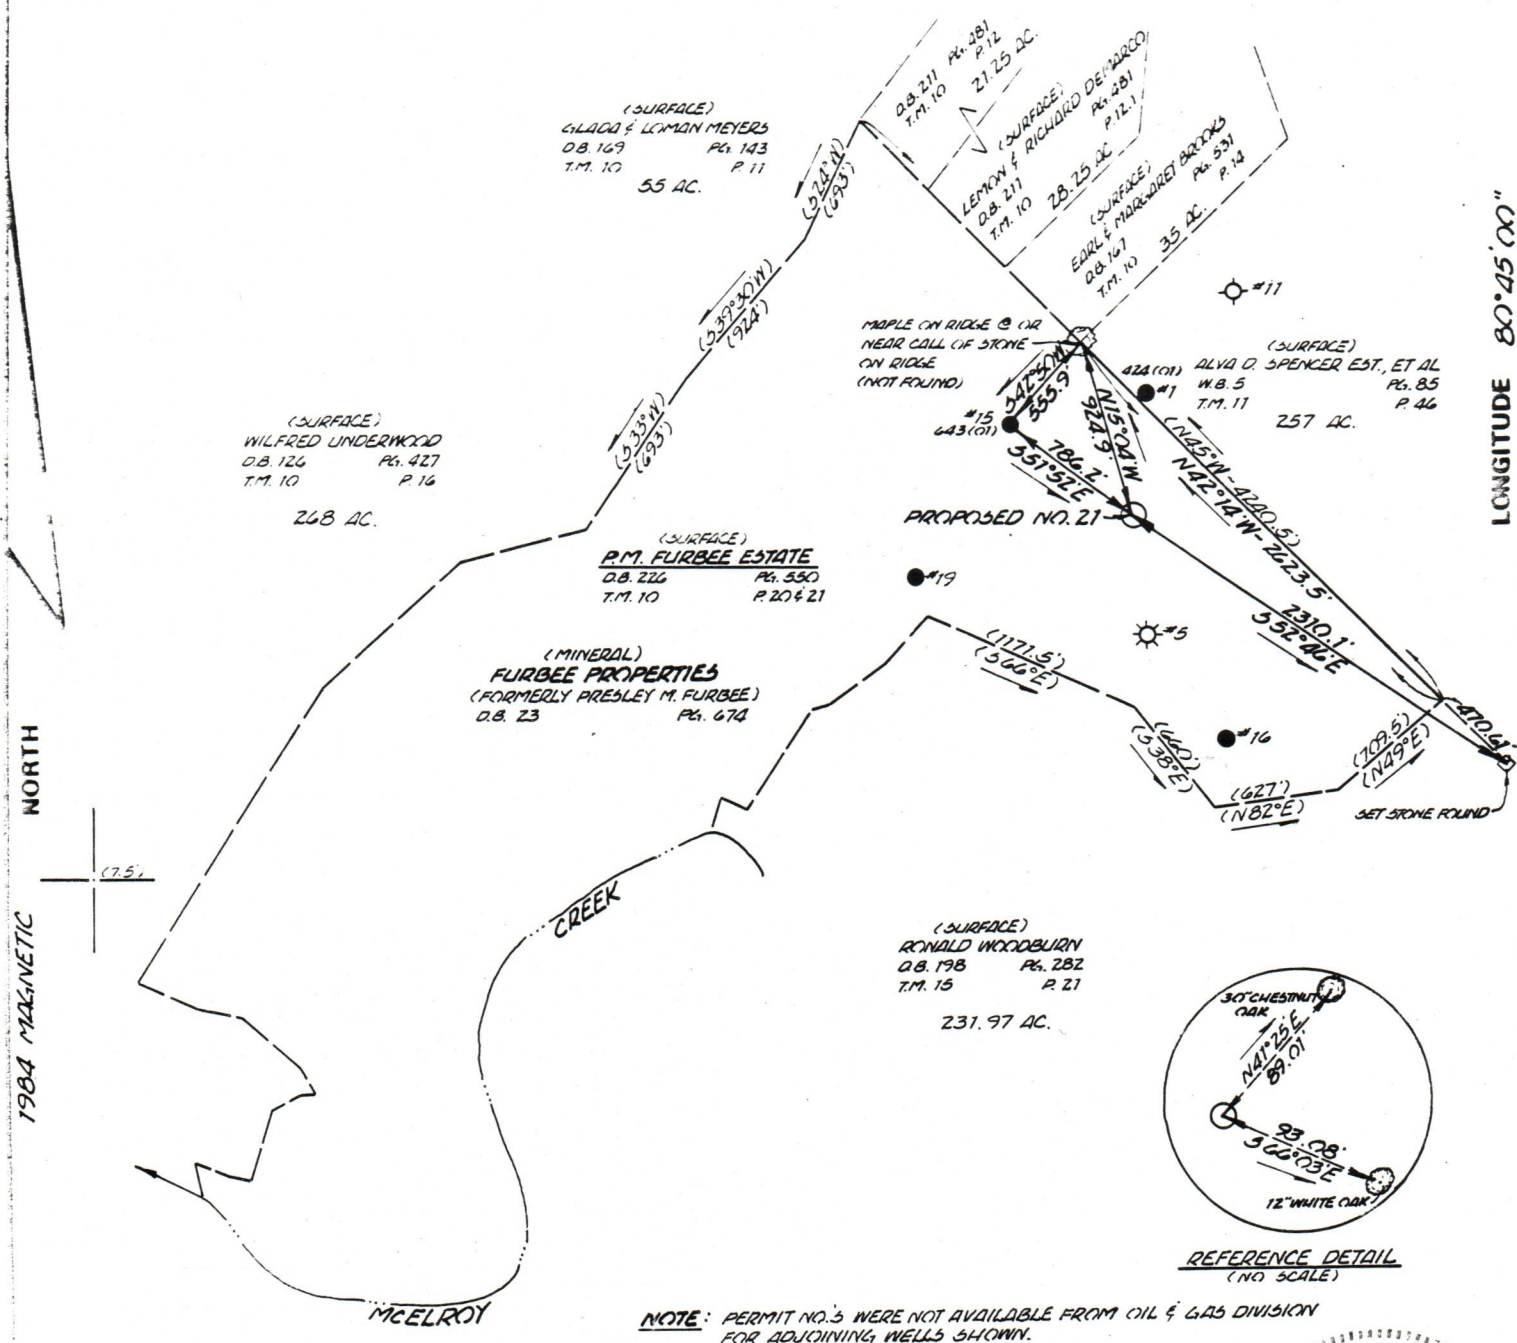 D.B. 211 PG. 481
T.M. 10 P. 12
21.25 AC.
(SURFACE)
LEMON & RICHARD DEMARCO
D.B. 211 PG. 481
T.M. 10 P. 12.1
28.25 AC.
(SURFACE)
EARL & MARGARET BROOKS
D.B. 167 PG. 531
T.M. 10 P. 14
35 AC.
(SURFACE)
GLADA & LOMAN MEYERS
D.B. 169 PG. 143
T.M. 10 P. 11
55 AC.
(S24°W)
(693')
(S39°30'W)
(924')
(S33°W)
(693')
#11
LONGITUDE 80°45'00"
MAPLE ON RIDGE @ OR
NEAR CALL OF STONE
ON RIDGE
(NOT FOUND)
(SURFACE)
ALVA D. SPENCER EST., ET AL
W.B. 5 PG. 85
T.M. 11 P. 46
257 AC.
424(01)
#1
S42°50'W
555.9'
#15
643(01)
N15°04'W
924.9'
786.2'
S51°52'E
(N45°W-4240.5')
N42°14'W-2623.5'
PROPOSED NO. 21
(SURFACE)
WILFRED UNDERWOOD
D.B. 126 PG. 427
T.M. 10 P. 16
268 AC.
(SURFACE)
P.M. FURBEE ESTATE
D.B. 226 PG. 550
T.M. 10 P. 20 & 21
#19
#5
2310.1'
S52°46'E
(MINERAL)
FURBEE PROPERTIES
(FORMERLY PRESLEY M. FURBEE)
D.B. 23 PG. 674
(1171.5')
(S66°E)
#16
(660')
(S38°E)
(627')
(N82°E)
(709.5')
(N49°E)
470.61'
SET STONE FOUND
NORTH
(7.5')
1984 MAGNETIC
CREEK
(SURFACE)
RONALD WOODBURN
D.B. 198 PG. 282
T.M. 15 P. 21
231.97 AC.
30" CHESTNUT
OAK
N41°25'E
89.01'
93.08'
S66°03'E
12" WHITE OAK
REFERENCE DETAIL
(NO SCALE)
McELROY
NOTE: PERMIT NO.'S WERE NOT AVAILABLE FROM OIL & GAS DIVISION
FOR ADJOINING WELLS SHOWN.